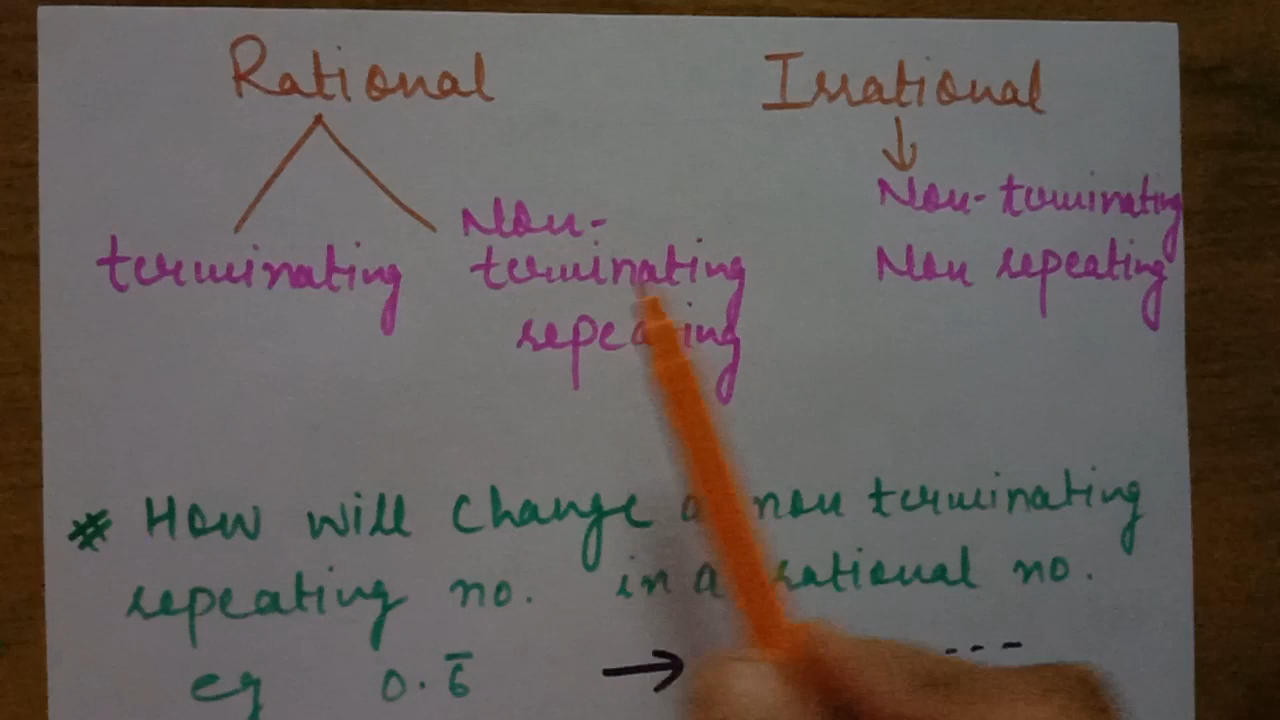 Rational Irrational
terminating Non-terminating repeating Non-terminating
Non repeating
# How will change a non terminating
repeating no. in a rational no.
eg 0.6̅ → ---